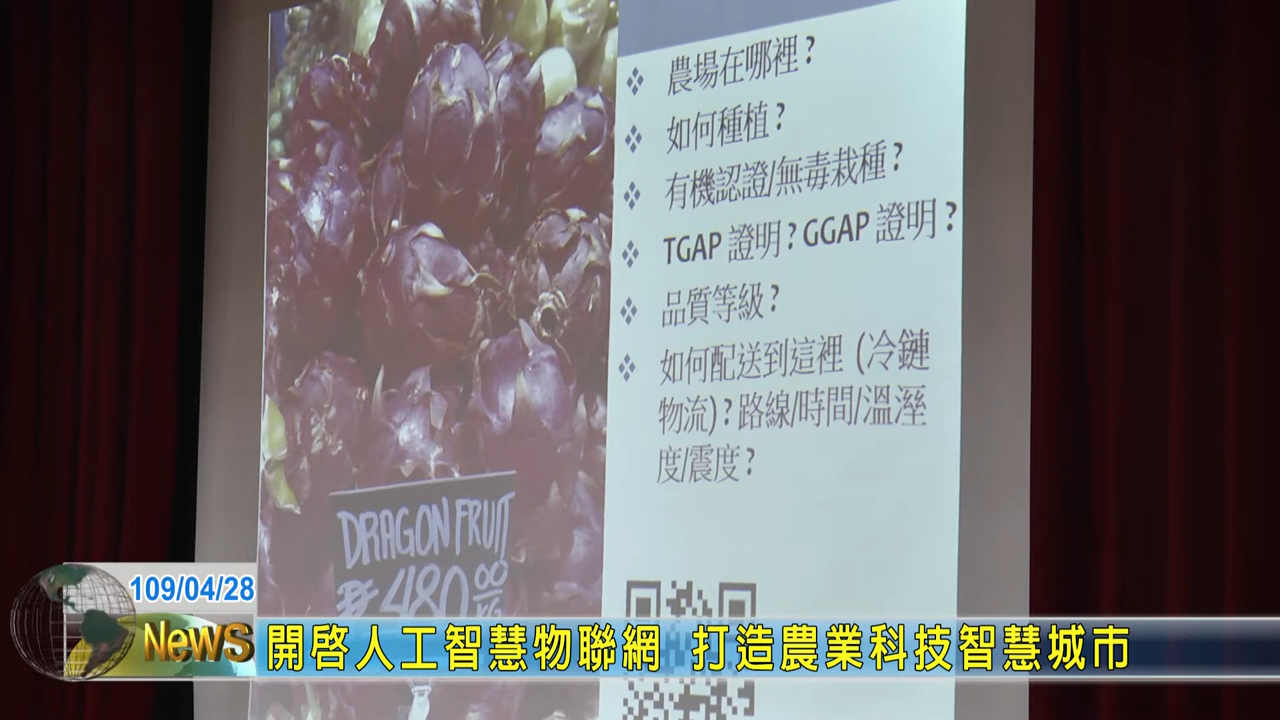 農場在哪裡?
如何種植?
有機認證/無毒栽種?
TGAP 證明?GGAP 證明?
品質等級?
如何配送到這裡 (冷鏈
物流)?路線/時間/溫溼
度/震度?
DRAGON FRUIT
480.00
KG
109/04/28
NewS
開啓人工智慧物聯網 打造農業科技智慧城市